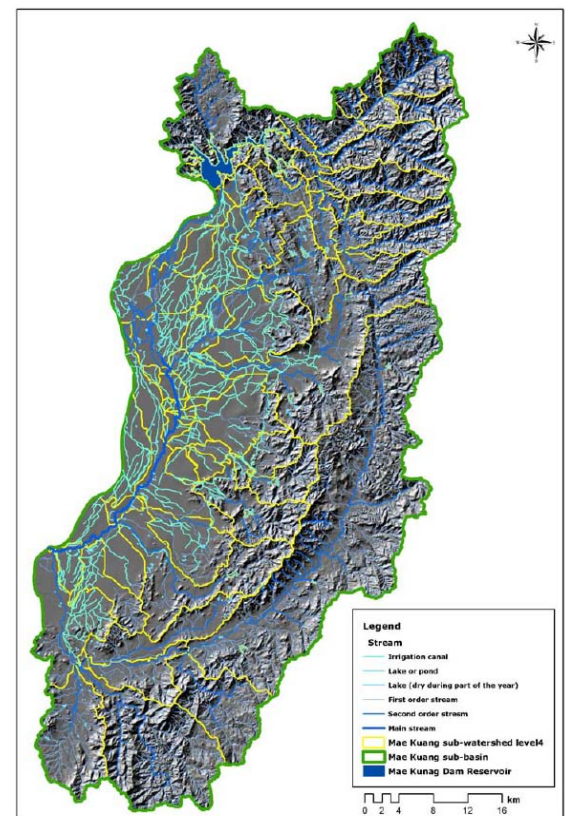 N
W E
S
Legend
Stream
Irrigation canal
Lake or pond
Lake (dry during part of the year)
First order stresm
Second order stresm
Main stream
Mae Kuang sub-watershed level4
Mae Kuang sub-basin
Mae Kunag Dam Reservoir
km
0 2 4 8 12 16